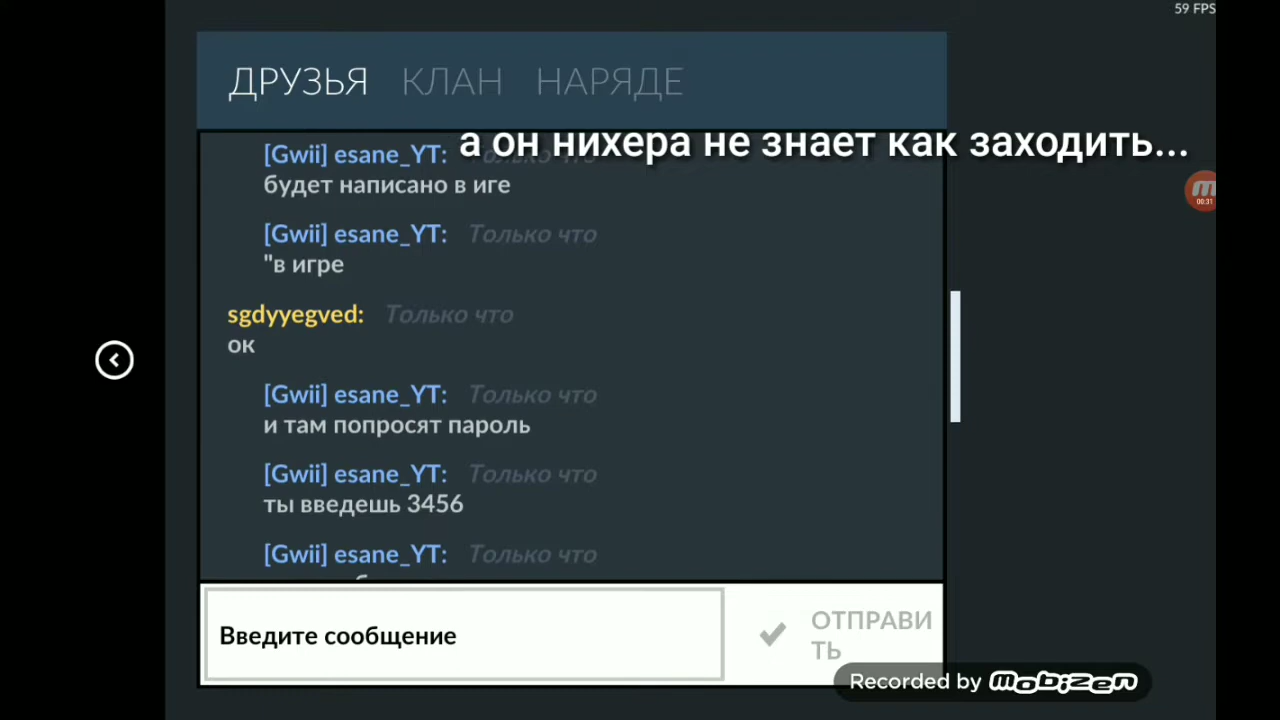 59 FPS
ДРУЗЬЯ КЛАН НАРЯДЕ
а он нихера не знает как заходить...
[Gwii] esane_YT:
будет написано в иге
00:31
[Gwii] esane_YT: Только что
"в игре
sgdyyegved: Только что
ок
[Gwii] esane_YT: Только что
и там попросят пароль
[Gwii] esane_YT: Только что
ты введешь 3456
[Gwii] esane_YT: Только что
Введите сообщение
ОТПРАВИ
ТЬ
Recorded by mobizen